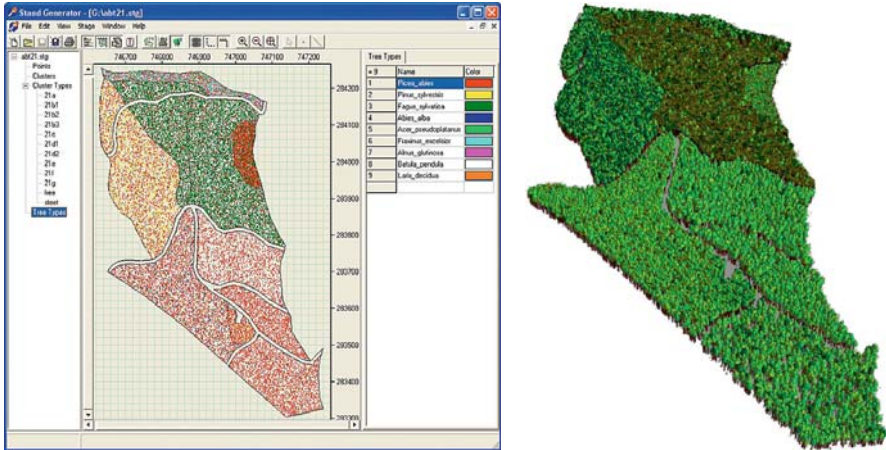 Stand Generator - [G:\abt21.stg]
File Edit View Stage Window Help
abt21.stg
Points
Clusters
Cluster Types
21a
21b1
21b2
21b3
21c
21d1
21d2
21e
21f
21g
tree
street
Tree Types
746700 746800 746900 747000 747100 747200
284200
284100
284000
283900
283800
283700
283600
283500
283400
283300
Tree Types
Name Color
1 Picea_abies
2 Pinus_sylvestris
3 Fagus_sylvatica
4 Abies_alba
5 Acer_pseudoplatanus
6 Fraxinus_excelsior
7 Alnus_glutinosa
8 Betula_pendula
9 Larix_decidua